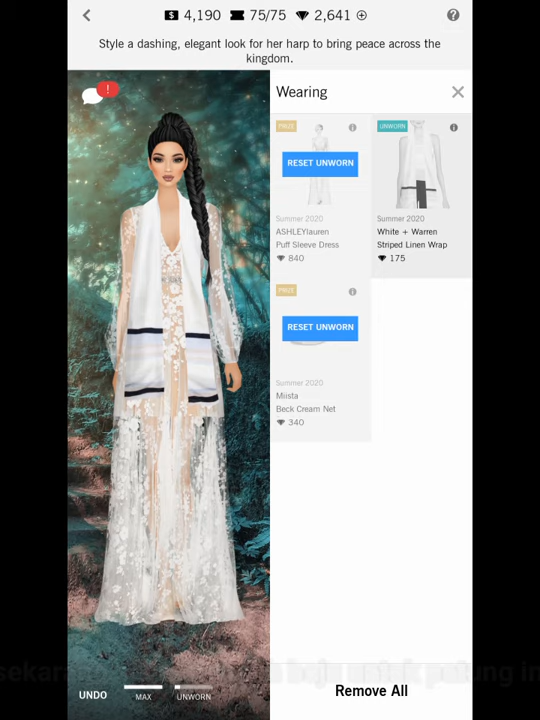 $ 4,190 75/75 2,641
?
Style a dashing, elegant look for her harp to bring peace across the
kingdom.
!
Wearing
PRIZE
RESET UNWORN
Summer 2020
ASHLEYlauren
Puff Sleeve Dress
840
UNWORN
Summer 2020
White + Warren
Striped Linen Wrap
175
PRIZE
RESET UNWORN
Summer 2020
Miista
Beck Cream Net
340
UNDO
MAX
UNWORN
Remove All